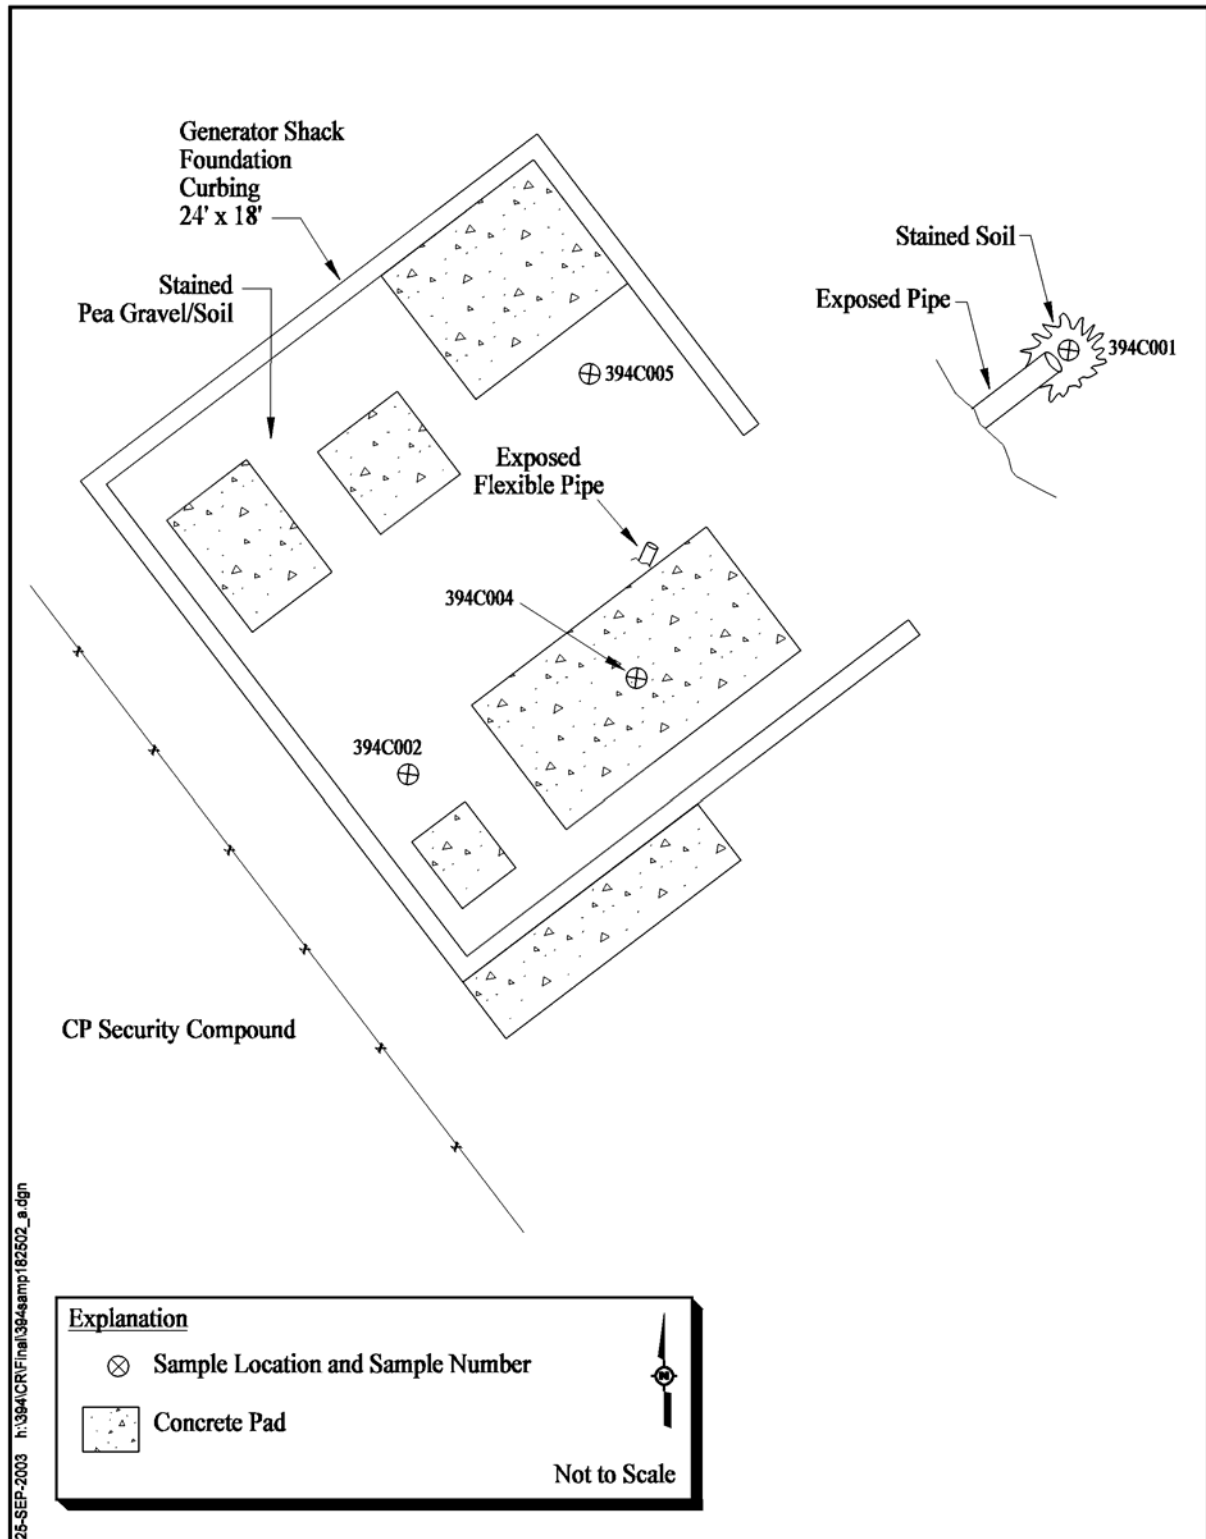 Generator Shack
Foundation
Curbing
24' x 18'
Stained
Pea Gravel/Soil
Stained Soil
Exposed Pipe
394C001
394C005
Exposed
Flexible Pipe
394C004
394C002
CP Security Compound
Explanation
Sample Location and Sample Number
Concrete Pad
N
Not to Scale
25-SEP-2003 h:\394\CR\Final\394samp182502_a.dgn